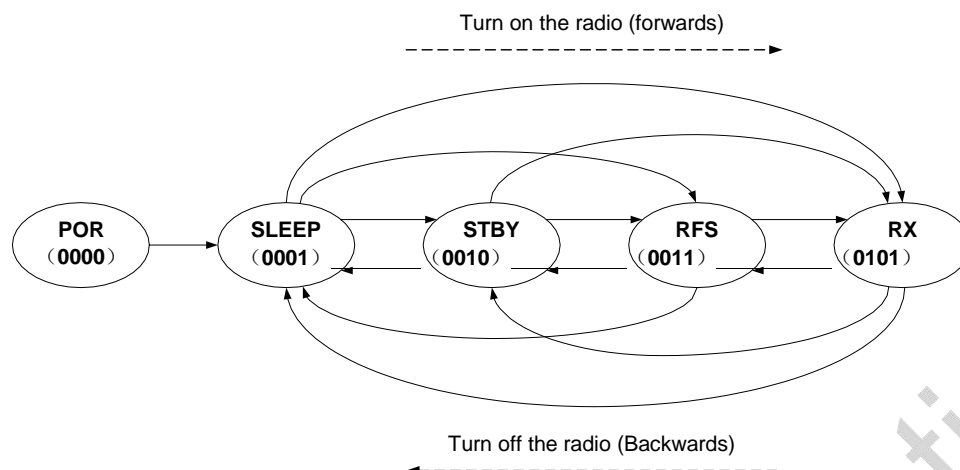 Turn on the radio (forwards)
POR
（0000）
SLEEP
（0001）
STBY
（0010）
RFS
（0011）
RX
（0101）
Turn off the radio (Backwards)